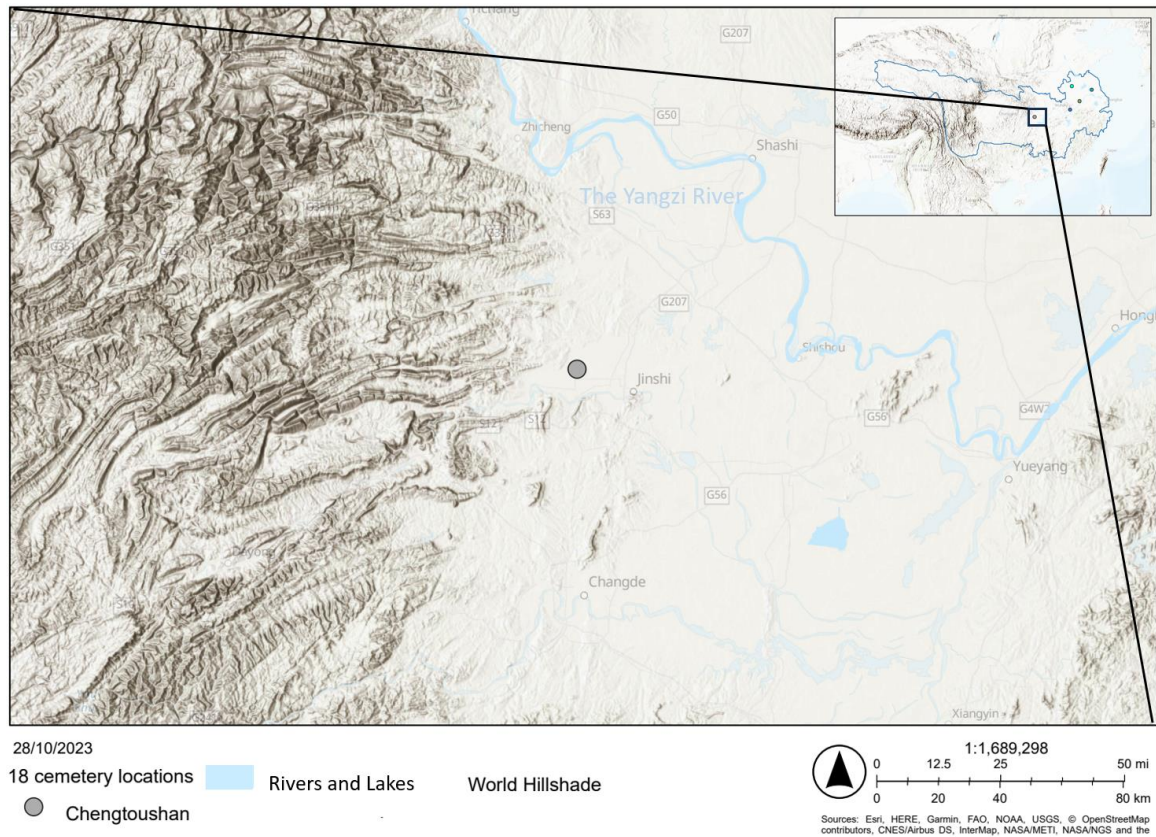 G207
G50
Zhicheng
Shashi
The Yangzi River
S63
G207
Shishou
Jinshi
G56
S12
S12
G56
Yueyang
Changde
Xiangyin
28/10/2023
18 cemetery locations
Rivers and Lakes
World Hillshade
Chengtoushan
1:1,689,298
0 12.5 25 50 mi
0 20 40 80 km
Sources: Esri, HERE, Garmin, FAO, NOAA, USGS, © OpenStreetMap
contributors, CNES/Airbus DS, InterMap, NASA/METI, NASA/NGS and the